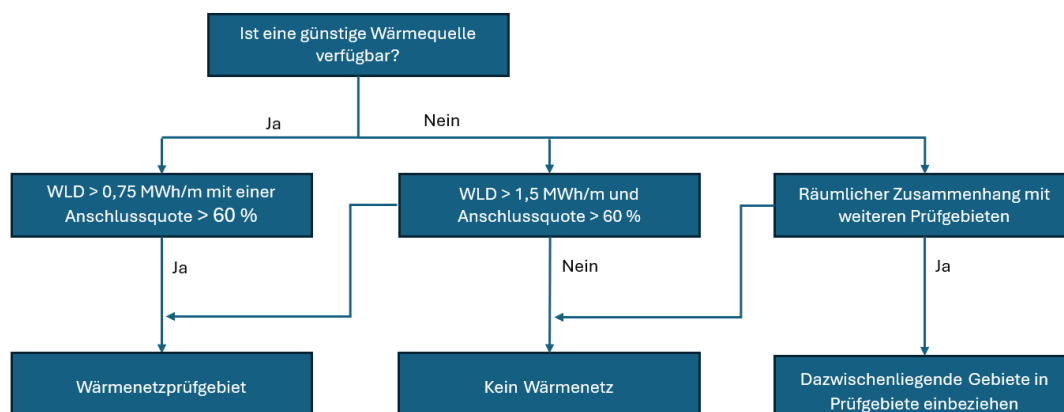 Ist eine günstige Wärmequelle
verfügbar?
Ja
Nein
WLD > 0,75 MWh/m mit einer
Anschlussquote > 60 %
WLD > 1,5 MWh/m und
Anschlussquote > 60 %
Räumlicher Zusammenhang mit
weiteren Prüfgebieten
Ja
Nein
Ja
Wärmenetzprüfgebiet
Kein Wärmenetz
Dazwischenliegende Gebiete in
Prüfgebiete einbeziehen